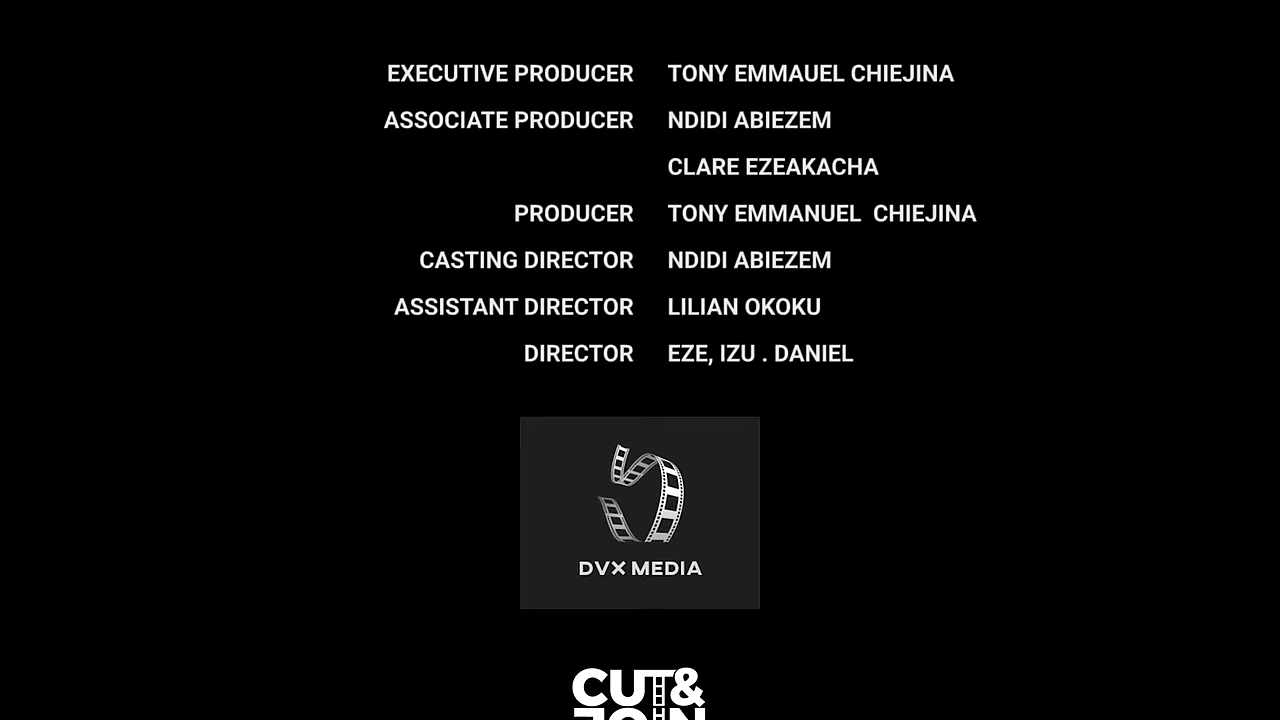 EXECUTIVE PRODUCER TONY EMMAUEL CHIEJINA
ASSOCIATE PRODUCER NDIDI ABIEZEM
CLARE EZEAKACHA
PRODUCER TONY EMMANUEL  CHIEJINA
CASTING DIRECTOR NDIDI ABIEZEM
ASSISTANT DIRECTOR LILIAN OKOKU
DIRECTOR EZE, IZU . DANIEL
DVX MEDIA
CUT&
JOIN